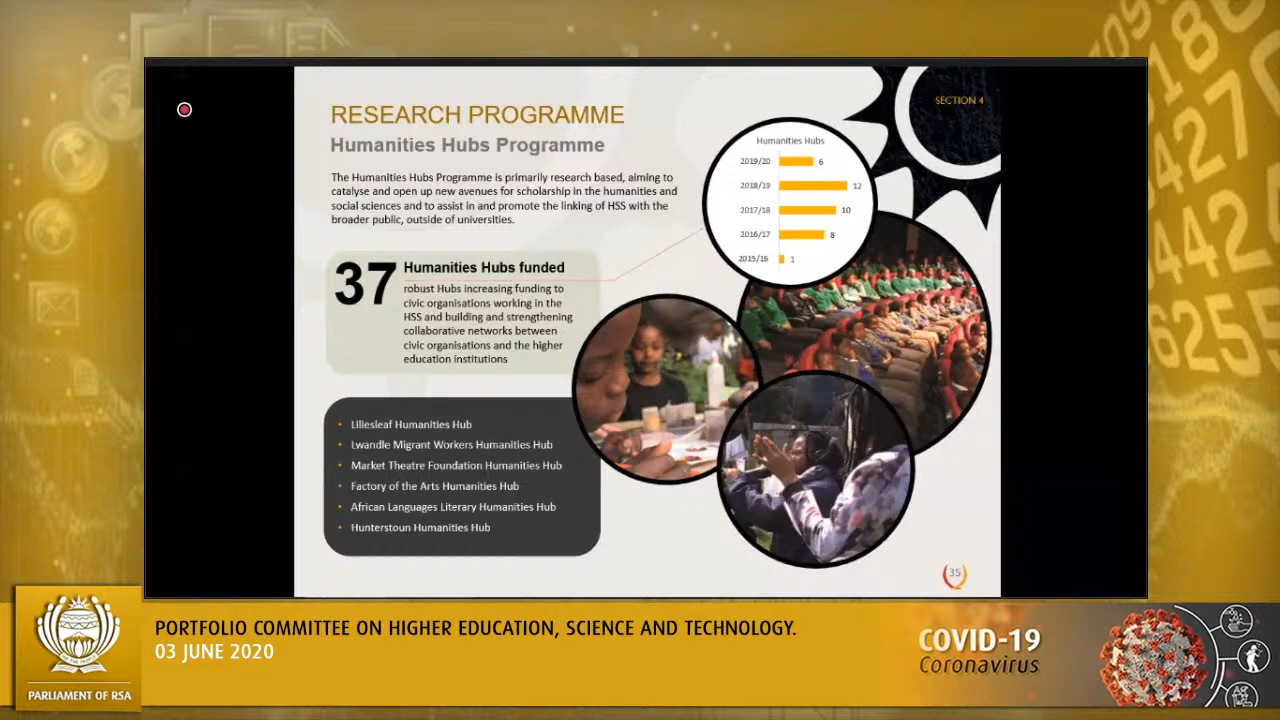 SECTION 4
RESEARCH PROGRAMME
Humanities Hubs Programme
The Humanities Hubs Programme is primarily research based, aiming to
catalyse and open up new avenues for scholarship in the humanities and
social sciences and to assist in and promote the linking of HSS with the
broader public, outside of universities.
Humanities Hubs
2019/20 6
2018/19 12
2017/18 10
2016/17 8
2015/16 1
37 Humanities Hubs funded
robust Hubs increasing funding to
civic organisations working in the
HSS and building and strengthening
collaborative networks between
civic organisations and the higher
education institutions
• Liliesleaf Humanities Hub
• Lwandle Migrant Workers Humanities Hub
• Market Theatre Foundation Humanities Hub
• Factory of the Arts Humanities Hub
• African Languages Literary Humanities Hub
• Hunterstoun Humanities Hub
35
PORTFOLIO COMMITTEE ON HIGHER EDUCATION, SCIENCE AND TECHNOLOGY.
03 JUNE 2020
PARLIAMENT OF RSA
COVID-19
Coronavirus